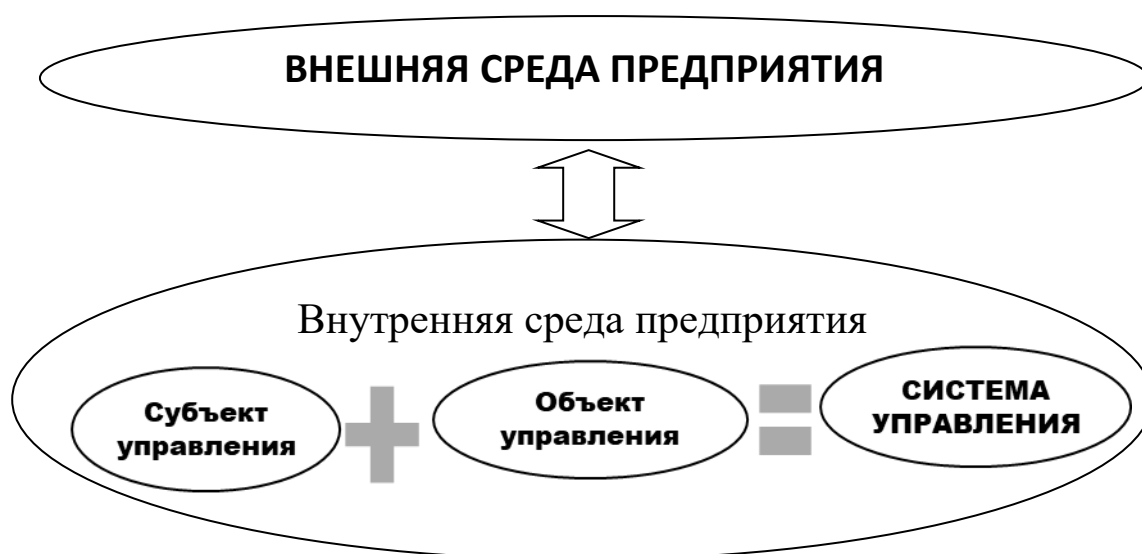 ВНЕШНЯЯ СРЕДА ПРЕДПРИЯТИЯ
Внутренняя среда предприятия
Субъект
управления
Объект
управления
СИСТЕМА
УПРАВЛЕНИЯ